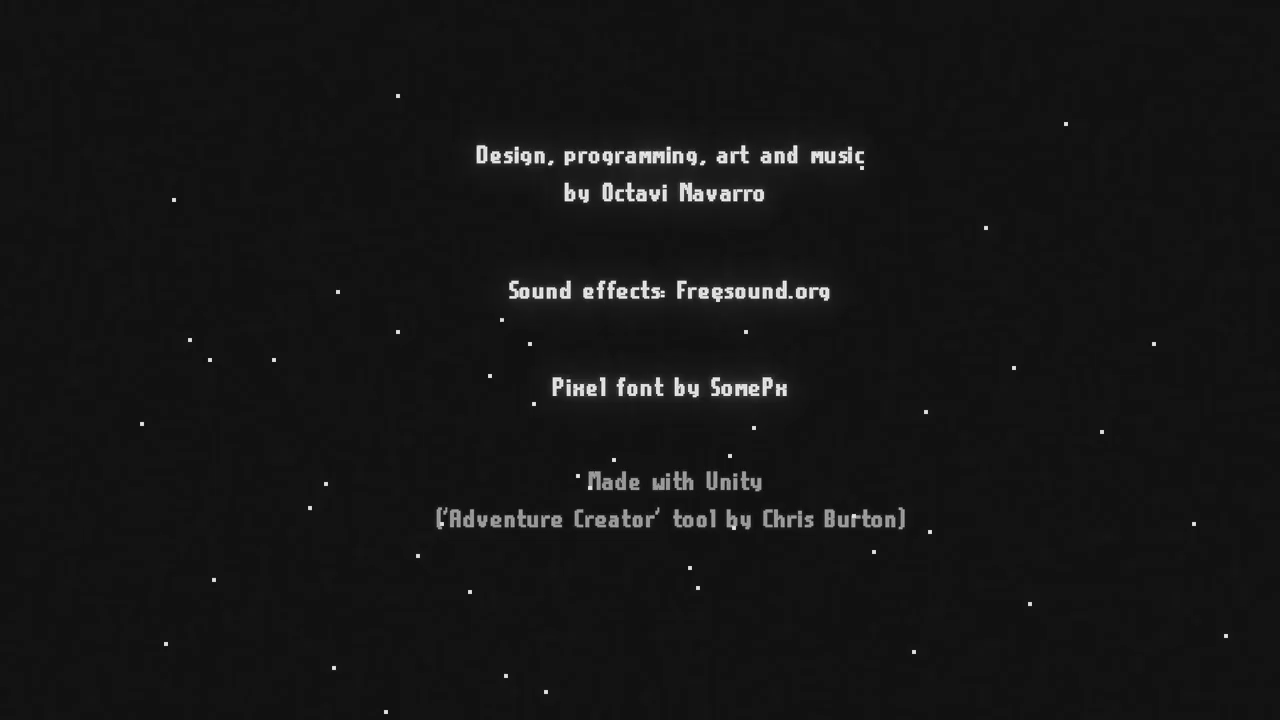 Design, programming, art and music
by Octavi Navarro
Sound effects: Freesound.org
Pixel font by SomePx
Made with Unity
('Adventure Creator' tool by Chris Burton)